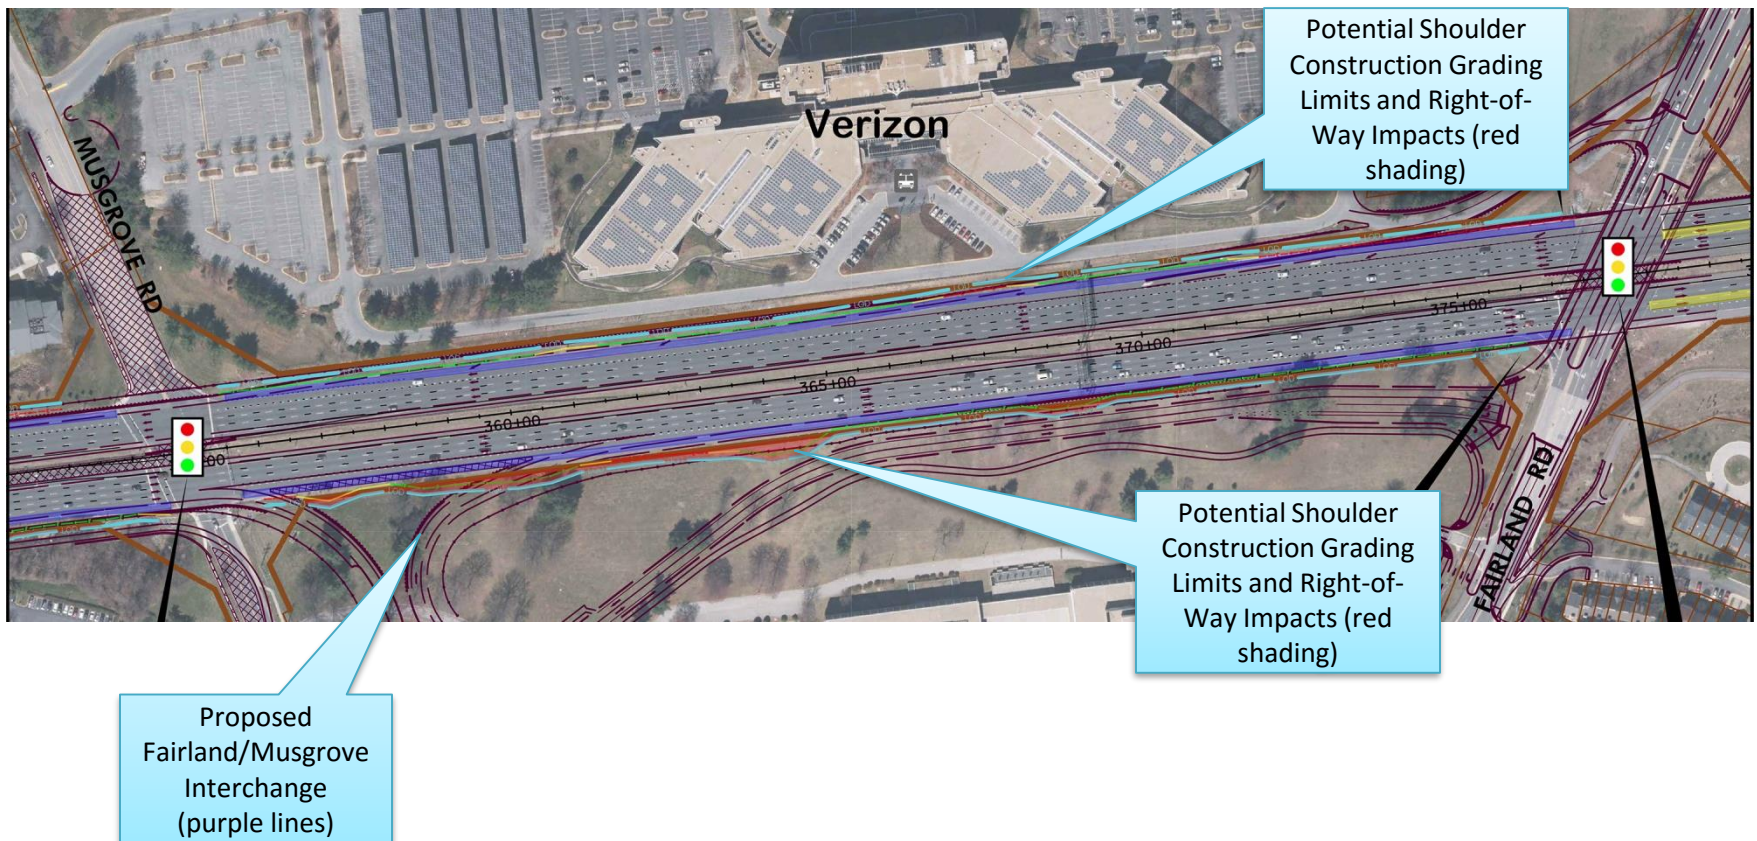 Potential Shoulder
Construction Grading
Limits and Right-of-
Way Impacts (red
shading)
Verizon
MUSGROVE RD
375+00
370+00
365+00
360+00
FAIRLAND RD
Potential Shoulder
Construction Grading
Limits and Right-of-
Way Impacts (red
shading)
Proposed
Fairland/Musgrove
Interchange
(purple lines)